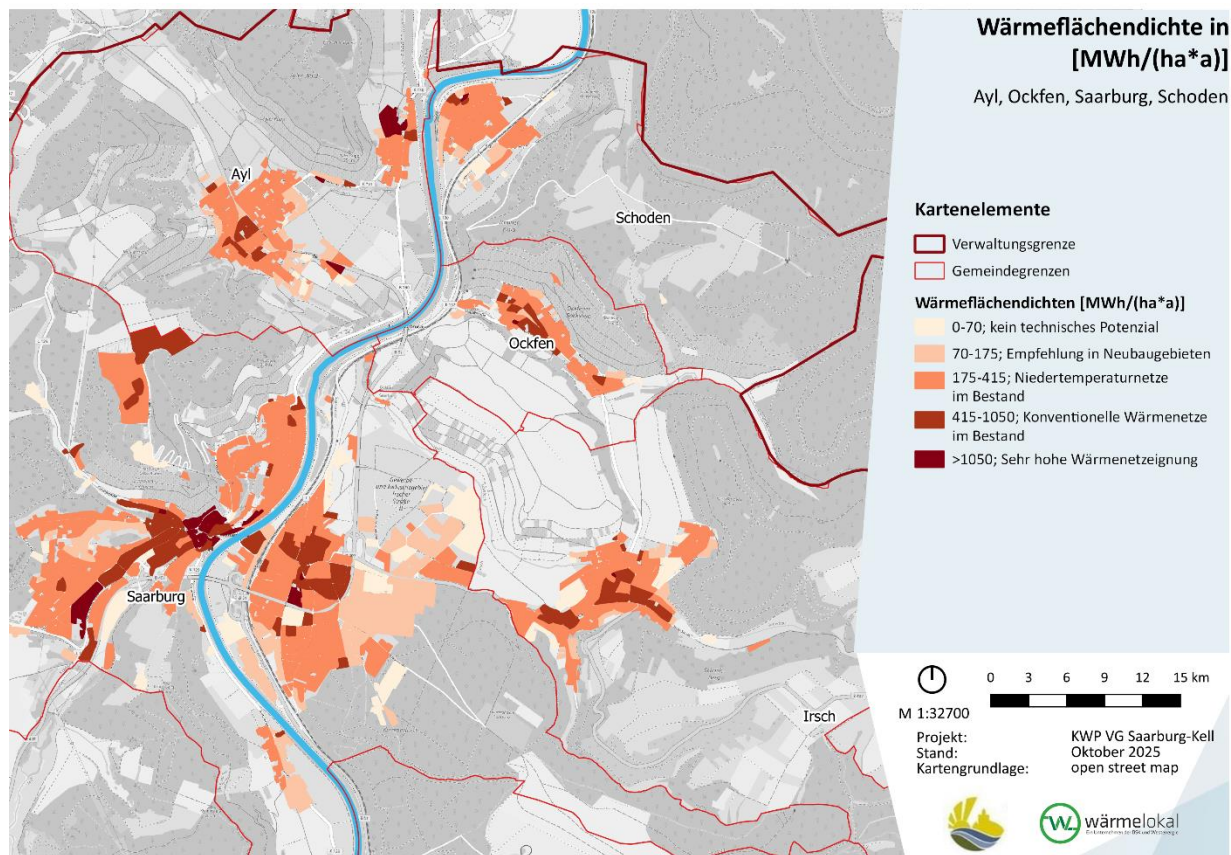 Wärmeflächendichte in
[MWh/(ha*a)]
Ayl, Ockfen, Saarburg, Schoden
Kartenelemente
Verwaltungsgrenze
Gemeindegrenzen
Wärmeflächendichten [MWh/(ha*a)]
0-70; kein technisches Potenzial
70-175; Empfehlung in Neubaugebieten
175-415; Niedertemperaturnetze
im Bestand
415-1050; Konventionelle Wärmenetze
im Bestand
>1050; Sehr hohe Wärmenetzeignung
Ayl
Schoden
Ockfen
Saarburg
Irsch
0 3 6 9 12 15 km
M 1:32700
Projekt: KWP VG Saarburg-Kell
Stand: Oktober 2025
Kartengrundlage: open street map
wärmelokal